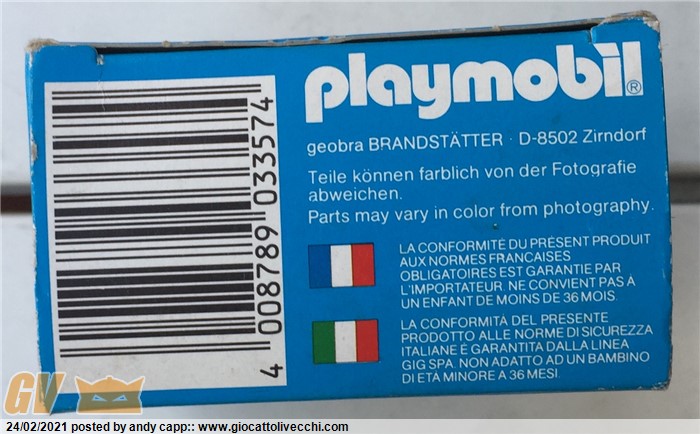 playmobil®
geobra BRANDSTÄTTER · D-8502 Zirndorf
Teile können farblich von der Fotografie
abweichen.
Parts may vary in color from photography.
LA CONFORMITÉ DU PRÉSENT PRODUIT
AUX NORMES FRANÇAISES
OBLIGATOIRES EST GARANTIE PAR
L'IMPORTATEUR. NE CONVIENT PAS À
UN ENFANT DE MOINS DE 36 MOIS.
LA CONFORMITÀ DEL PRESENTE
PRODOTTO ALLE NORME DI SICUREZZA
ITALIANE È GARANTITA DALLA LINEA
GIG SPA. NON ADATTO AD UN BAMBINO
DI ETÀ MINORE A 36 MESI.
4 008789 033574
GV
24/02/2021 posted by andy capp:: www.giocattolivecchi.com